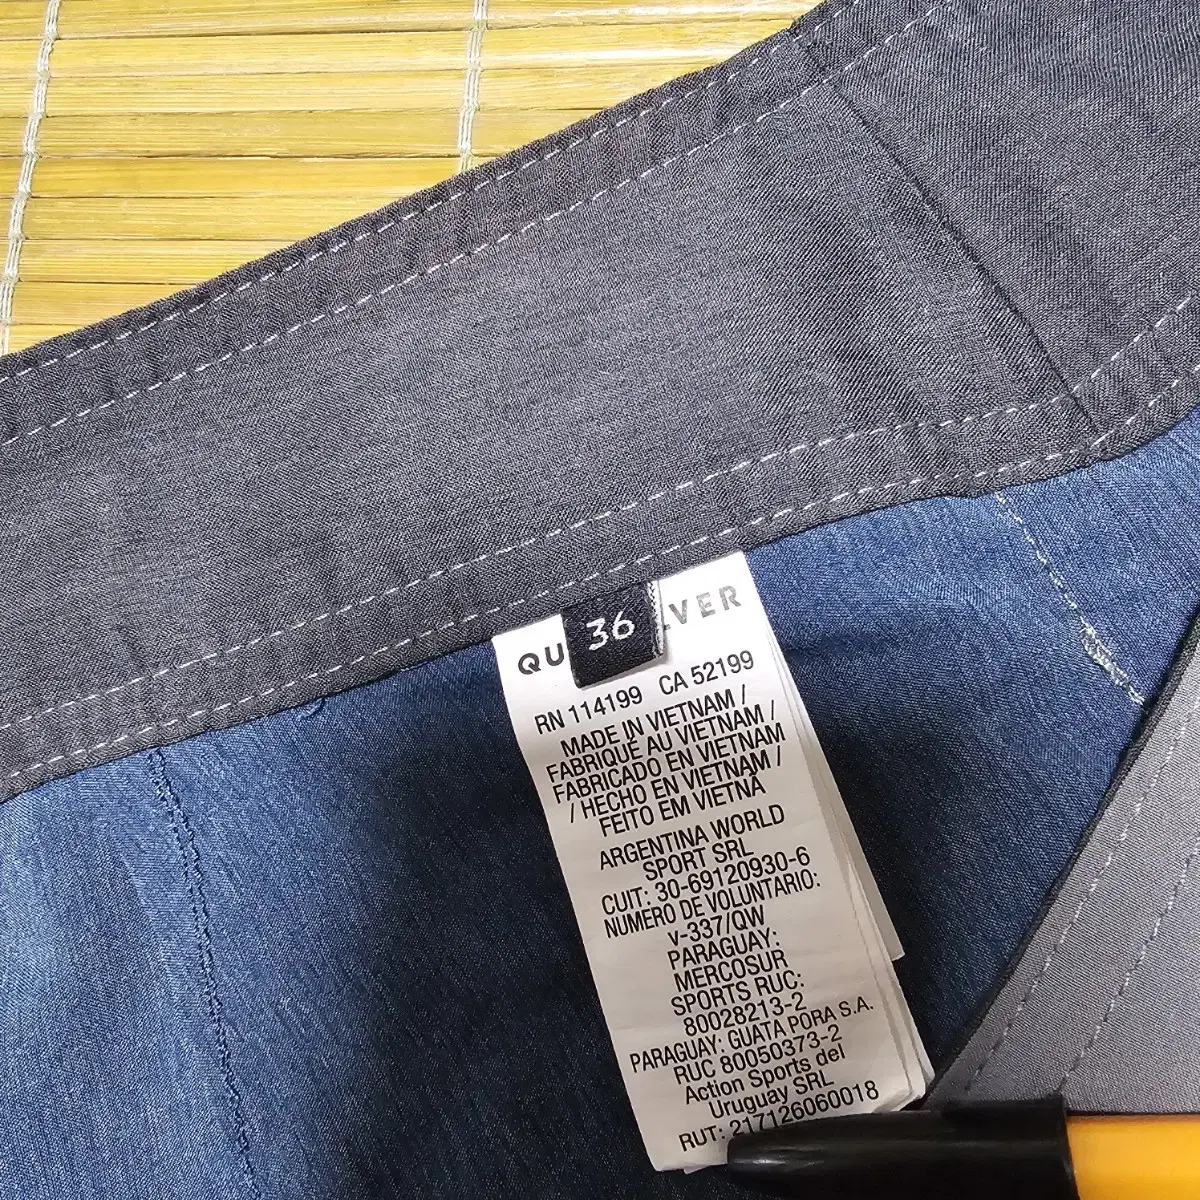 QU
36
LVER
RN 114199 CA 52199
MADE IN VIETNAM /
FABRIQUÉ AU VIETNAM /
FABRICADO EN VIETNAM
/ HECHO EN VIETNAM /
FEITO EM VIETNA
ARGENTINA WORLD
SPORT SRL
CUIT: 30-69120930-6
NUMERO DE VOLUNTARIO:
v-337/QW
PARAGUAY:
MERCOSUR
SPORTS RUC:
80028213-2
PARAGUAY: GUATA PORA S.A.
RUC 80050373-2
Action Sports del
Uruguay SRL
RUT: 217126060018